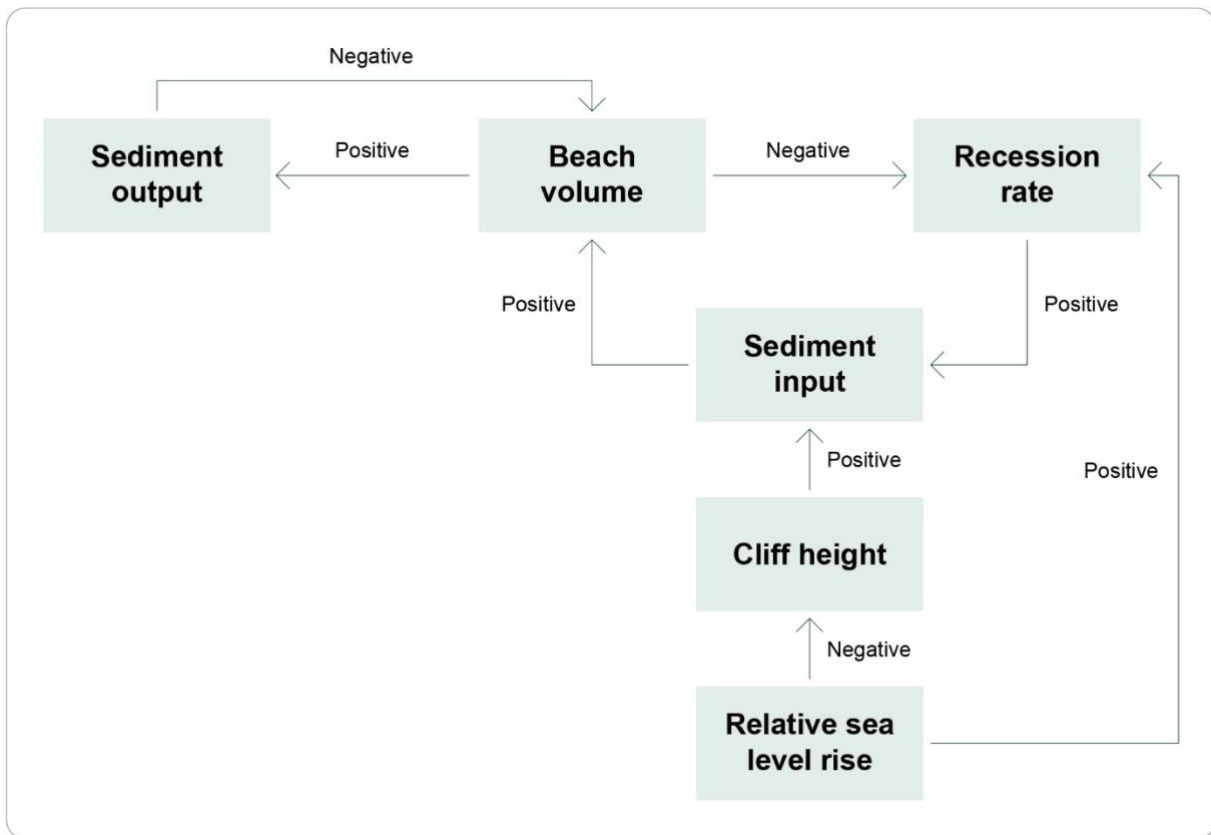 Negative
Sediment
output
Positive
Beach
volume
Negative
Recession
rate
Positive
Positive
Sediment
input
Positive
Positive
Cliff height
Negative
Relative sea
level rise